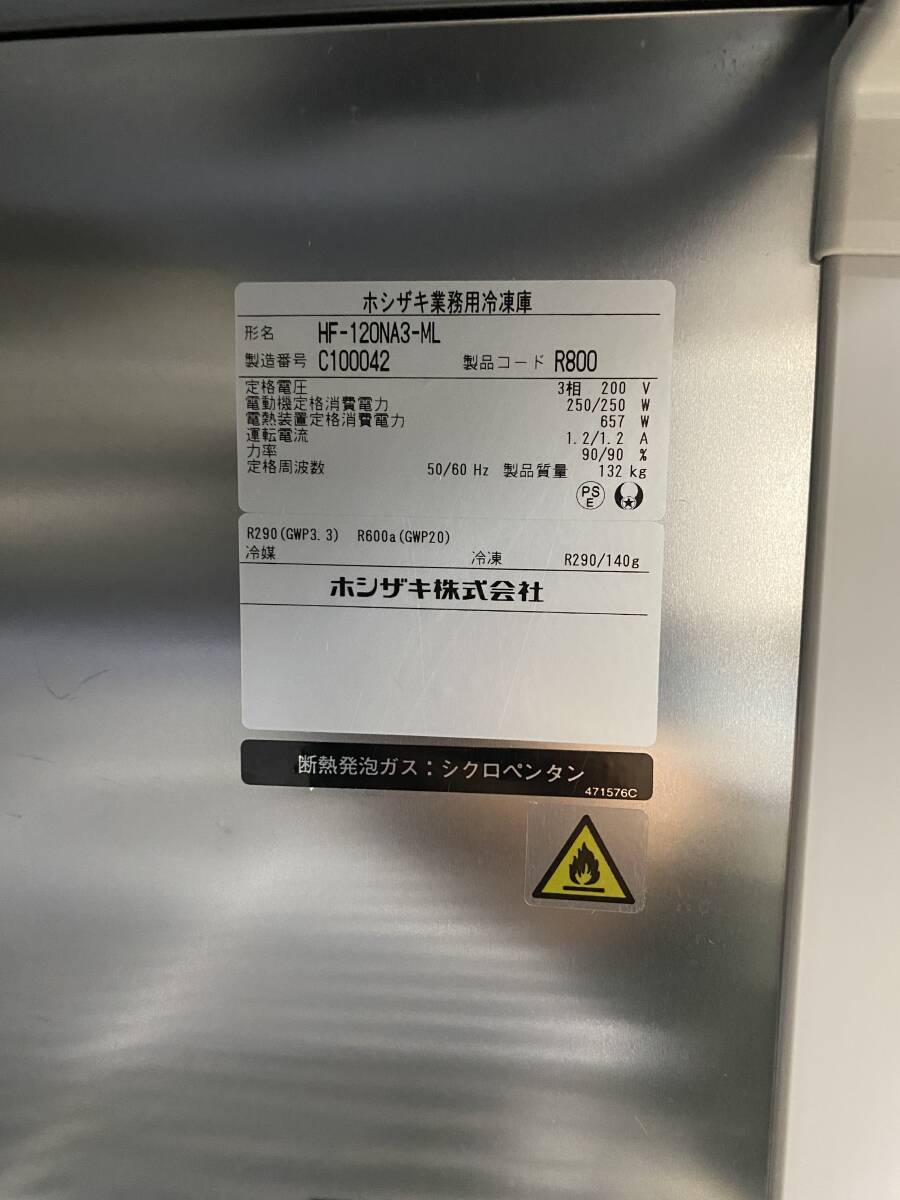 ホシザキ業務用冷凍庫
形名 HF-120NA3-ML
製造番号 C100042 製品コード R800
定格電圧 3相 200 V
電動機定格消費電力 250/250 W
電熱装置定格消費電力 657 W
運転電流 1.2/1.2 A
力率 90/90 %
定格周波数 50/60 Hz 製品質量 132 kg
PS
E
R290(GWP3.3) R600a(GWP20)
冷媒 冷凍 R290/140g
ホシザキ株式会社
断熱発泡ガス：シクロペンタン
471576C